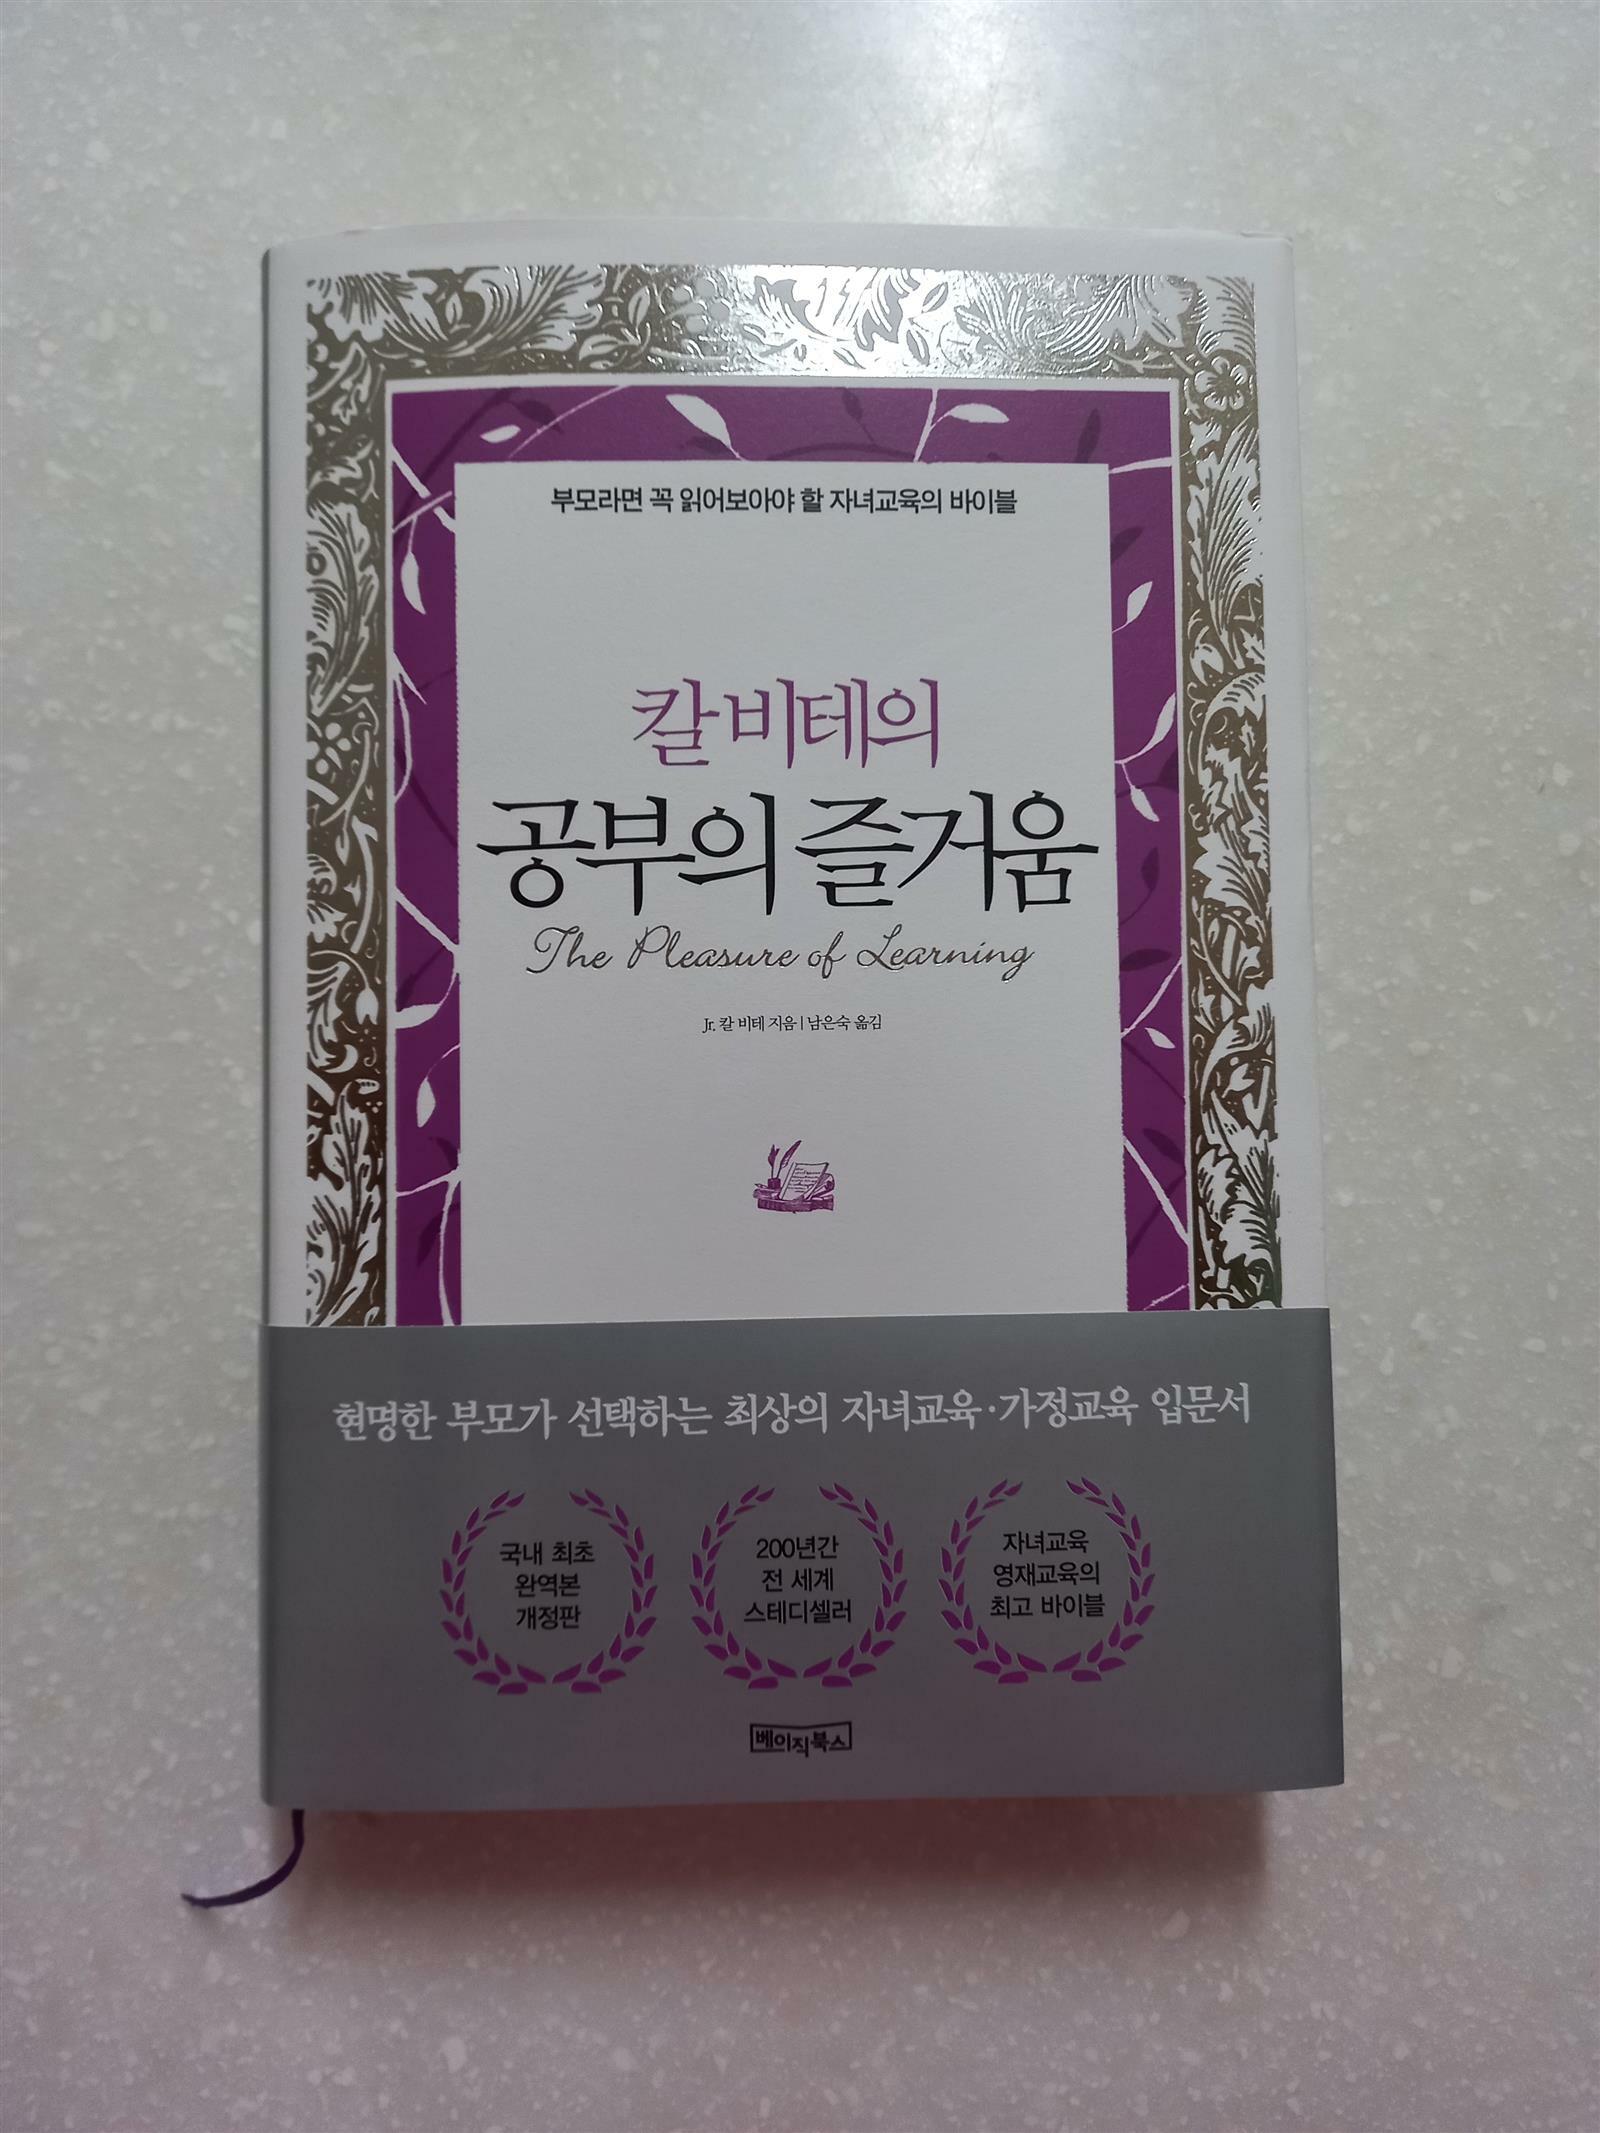 부모라면 꼭 읽어보아야 할 자녀교육의 바이블
칼 비테의
공부의 즐거움
The Pleasure of Learning
Jr. 칼 비테 지음 | 남은숙 옮김
현명한 부모가 선택하는 최상의 자녀교육·가정교육 입문서
국내 최초
완역본
개정판
200년간
전 세계
스테디셀러
자녀교육
영재교육의
최고 바이블
베이직북스